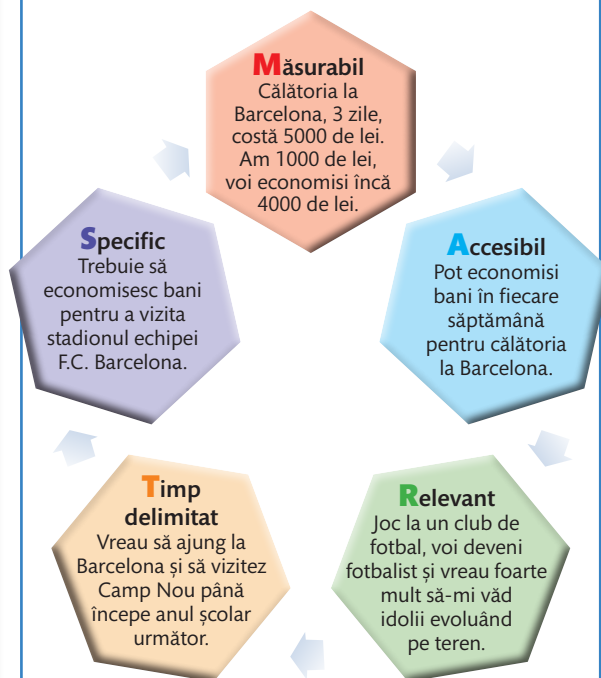 Măsurabil
Călătoria la
Barcelona, 3 zile,
costă 5000 de lei.
Am 1000 de lei,
voi economisi încă
4000 de lei.
Specific
Trebuie să
economisesc bani
pentru a vizita
stadionul echipei
F.C. Barcelona.
Accesibil
Pot economisi
bani în fiecare
săptămână
pentru călătoria
la Barcelona.
Timp
delimitat
Vreau să ajung la
Barcelona și să vizitez
Camp Nou până
începe anul școlar
următor.
Relevant
Joc la un club de
fotbal, voi deveni
fotbalist și vreau foarte
mult să-mi văd
idolii evoluând
pe teren.